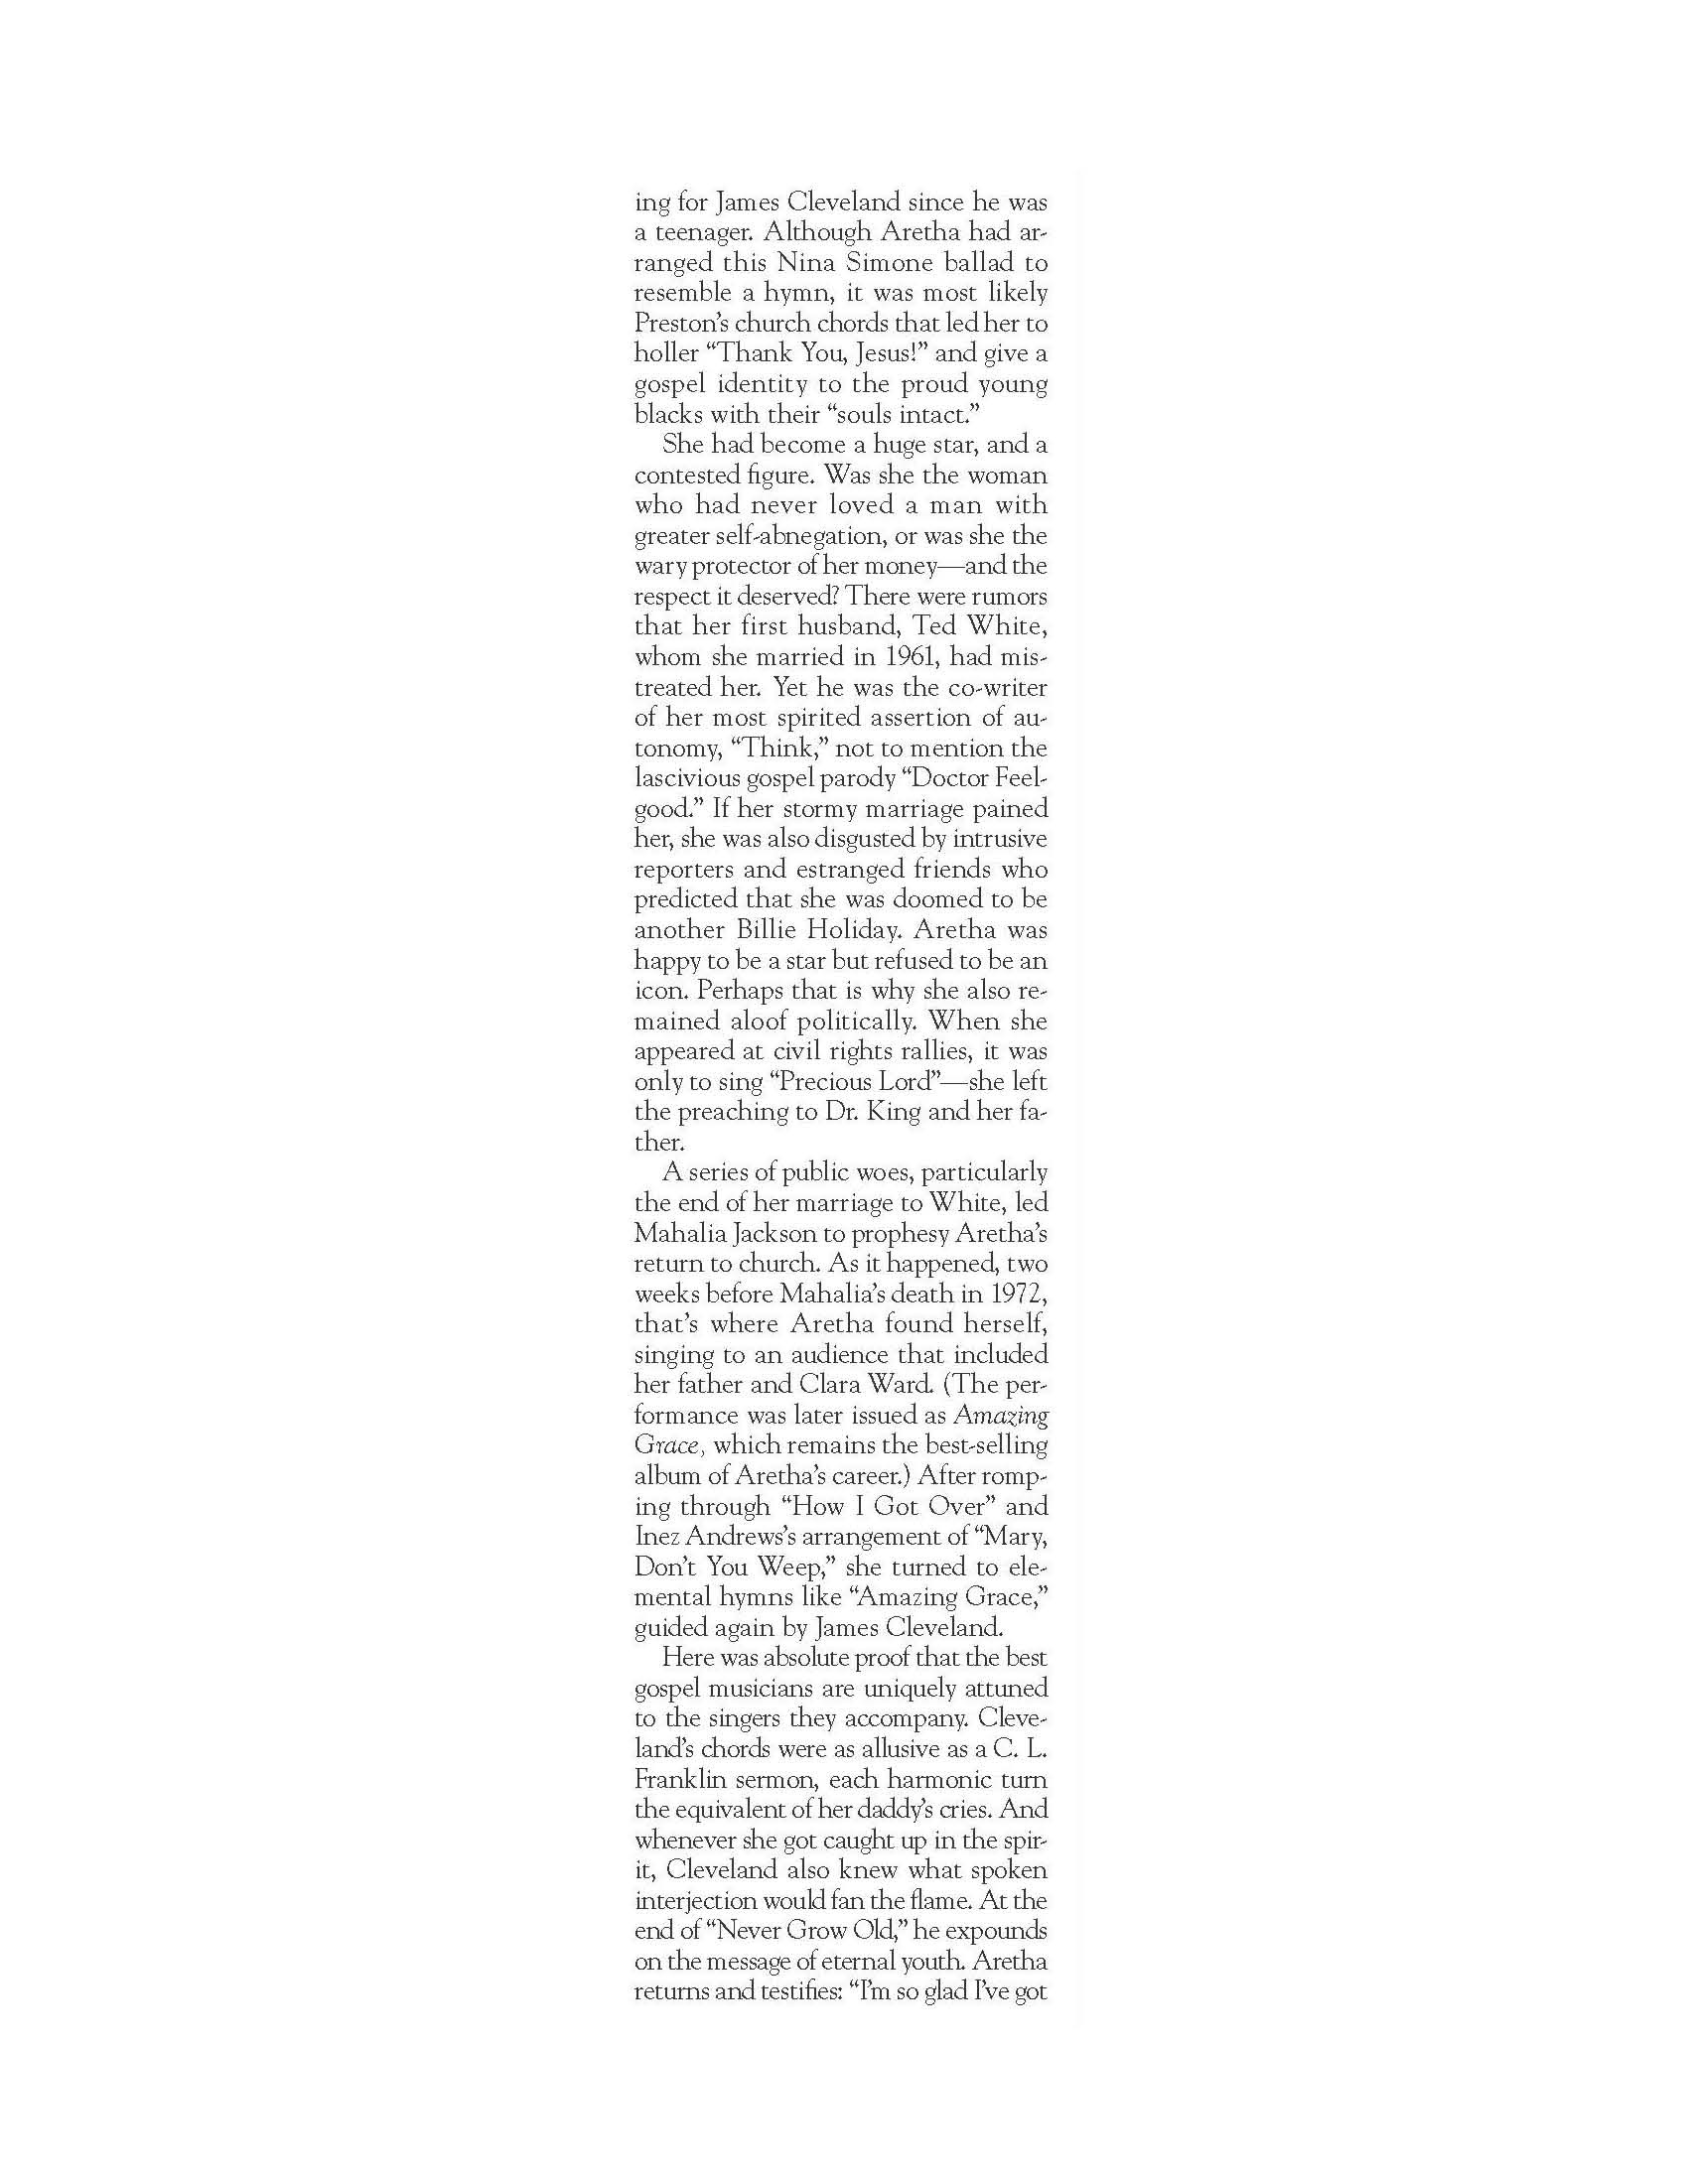 ing for James Cleveland since he was
a teenager. Although Aretha had ar-
ranged this Nina Simone ballad to
resemble a hymn, it was most likely
Preston’s church chords that led her to
holler “Thank You, Jesus!” and give a
gospel identity to the proud young
blacks with their “souls intact.”
She had become a huge star, and a
contested figure. Was she the woman
who had never loved a man with
greater self-abnegation, or was she the
wary protector of her money—and the
respect it deserved? There were rumors
that her first husband, Ted White,
whom she married in 1961, had mis-
treated her. Yet he was the co-writer
of her most spirited assertion of au-
tonomy, “Think,” not to mention the
lascivious gospel parody “Doctor Feel-
good.” If her stormy marriage pained
her, she was also disgusted by intrusive
reporters and estranged friends who
predicted that she was doomed to be
another Billie Holiday. Aretha was
happy to be a star but refused to be an
icon. Perhaps that is why she also re-
mained aloof politically. When she
appeared at civil rights rallies, it was
only to sing “Precious Lord”—she left
the preaching to Dr. King and her fa-
ther.
A series of public woes, particularly
the end of her marriage to White, led
Mahalia Jackson to prophesy Aretha’s
return to church. As it happened, two
weeks before Mahalia’s death in 1972,
that’s where Aretha found herself,
singing to an audience that included
her father and Clara Ward. (The per-
formance was later issued as Amazing
Grace, which remains the best-selling
album of Aretha’s career.) After romp-
ing through “How I Got Over” and
Inez Andrews’s arrangement of “Mary,
Don’t You Weep,” she turned to ele-
mental hymns like “Amazing Grace,”
guided again by James Cleveland.
Here was absolute proof that the best
gospel musicians are uniquely attuned
to the singers they accompany. Cleve-
land’s chords were as allusive as a C. L.
Franklin sermon, each harmonic turn
the equivalent of her daddy’s cries. And
whenever she got caught up in the spir-
it, Cleveland also knew what spoken
interjection would fan the flame. At the
end of “Never Grow Old,” he expounds
on the message of eternal youth. Aretha
returns and testifies: “I’m so glad I’ve got